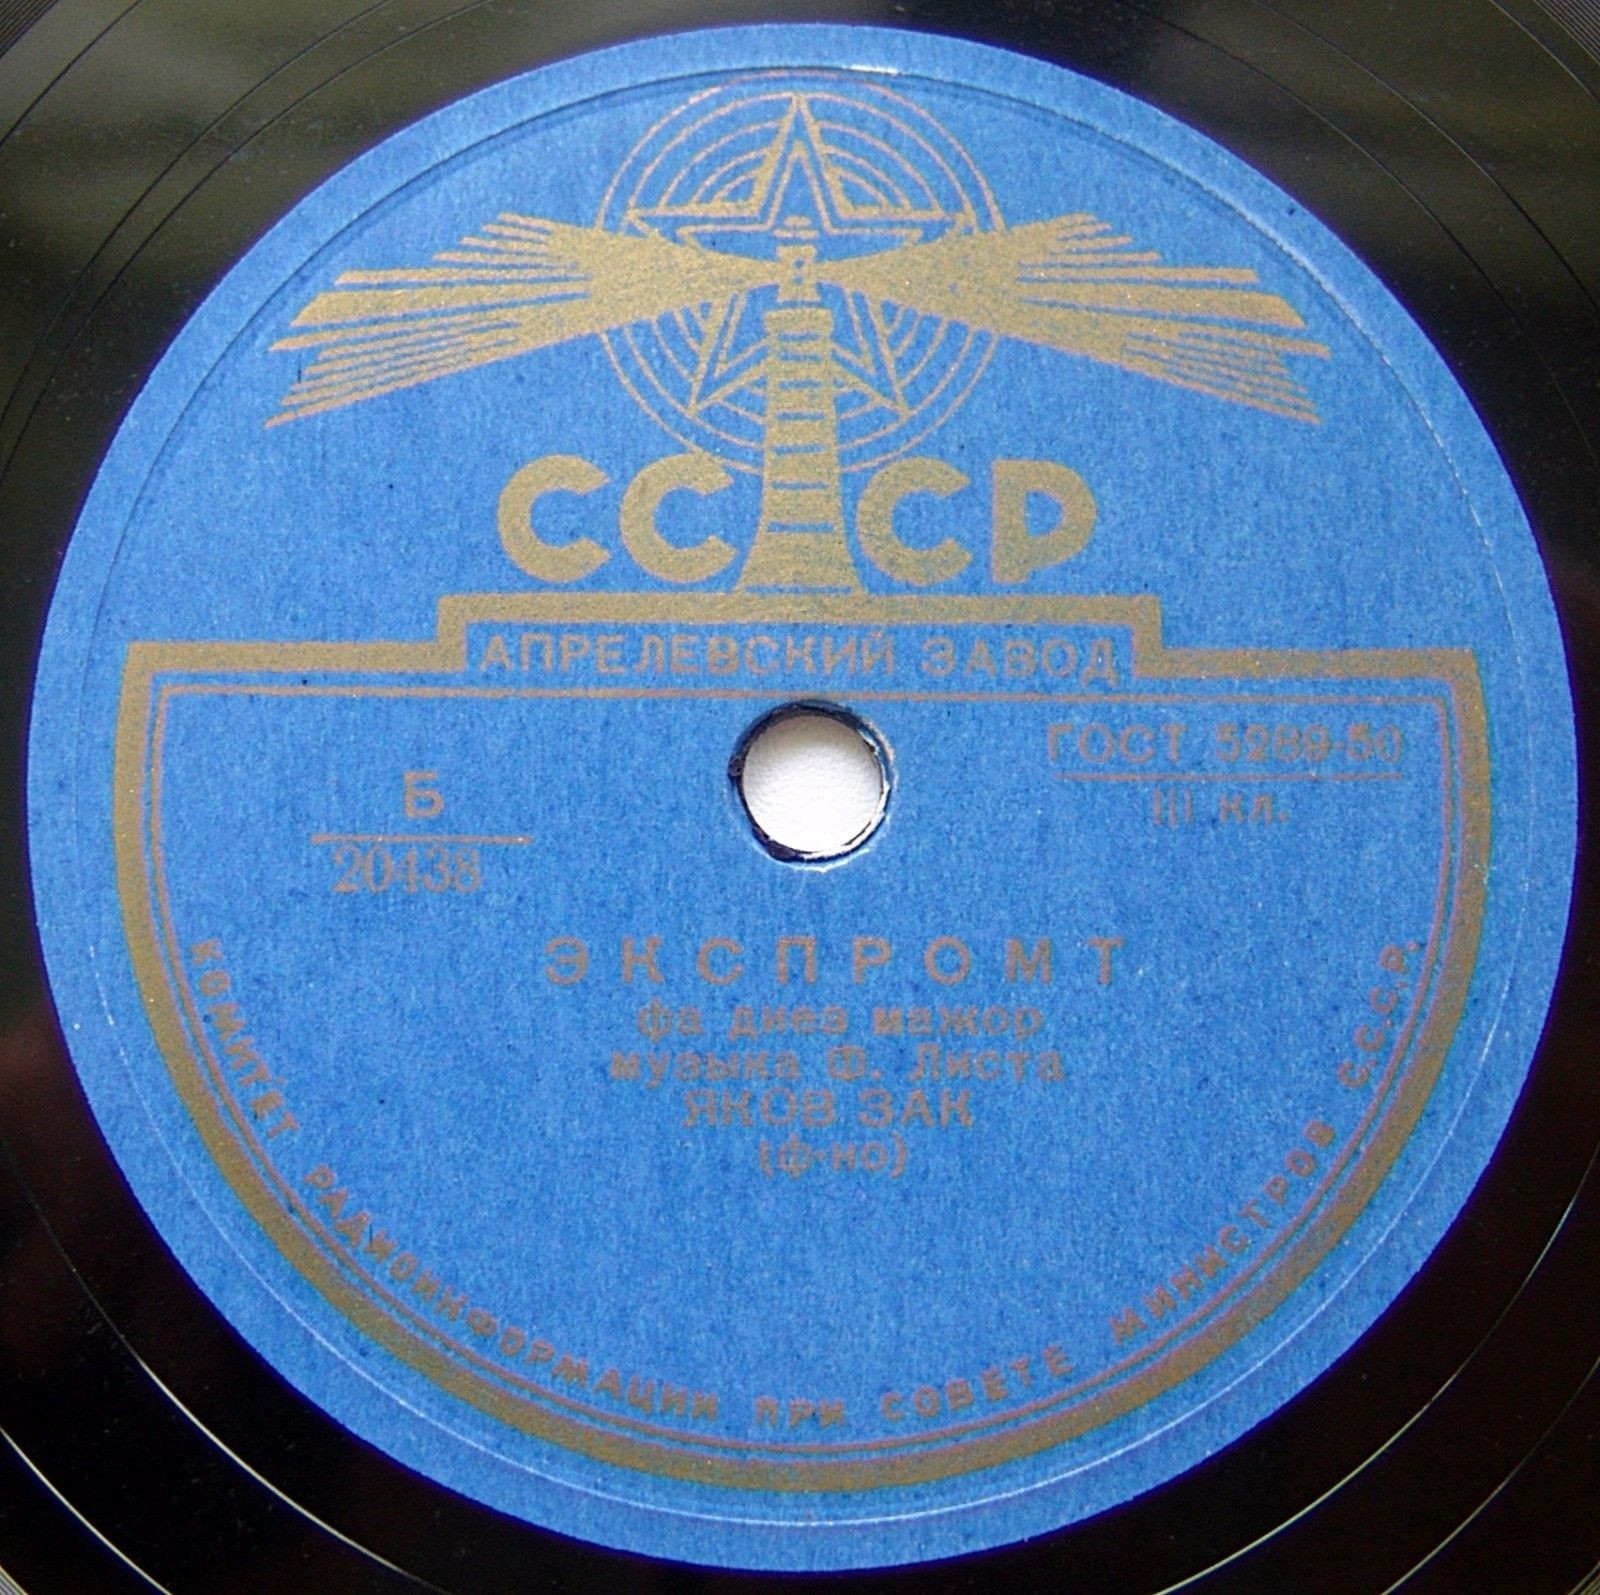 СССР
АПРЕЛЕВСКИЙ ЗАВОД
ГОСТ 5289-50
III кл.
Б
20438
ЭКСПРОМТ
фа диез мажор
музыка Ф. Листа
ЯКОВ ЗАК
(ф-но)
КОМИТЕТ РАДИОИНФОРМАЦИИ ПРИ СОВЕТЕ МИНИСТРОВ С.С.С.Р.